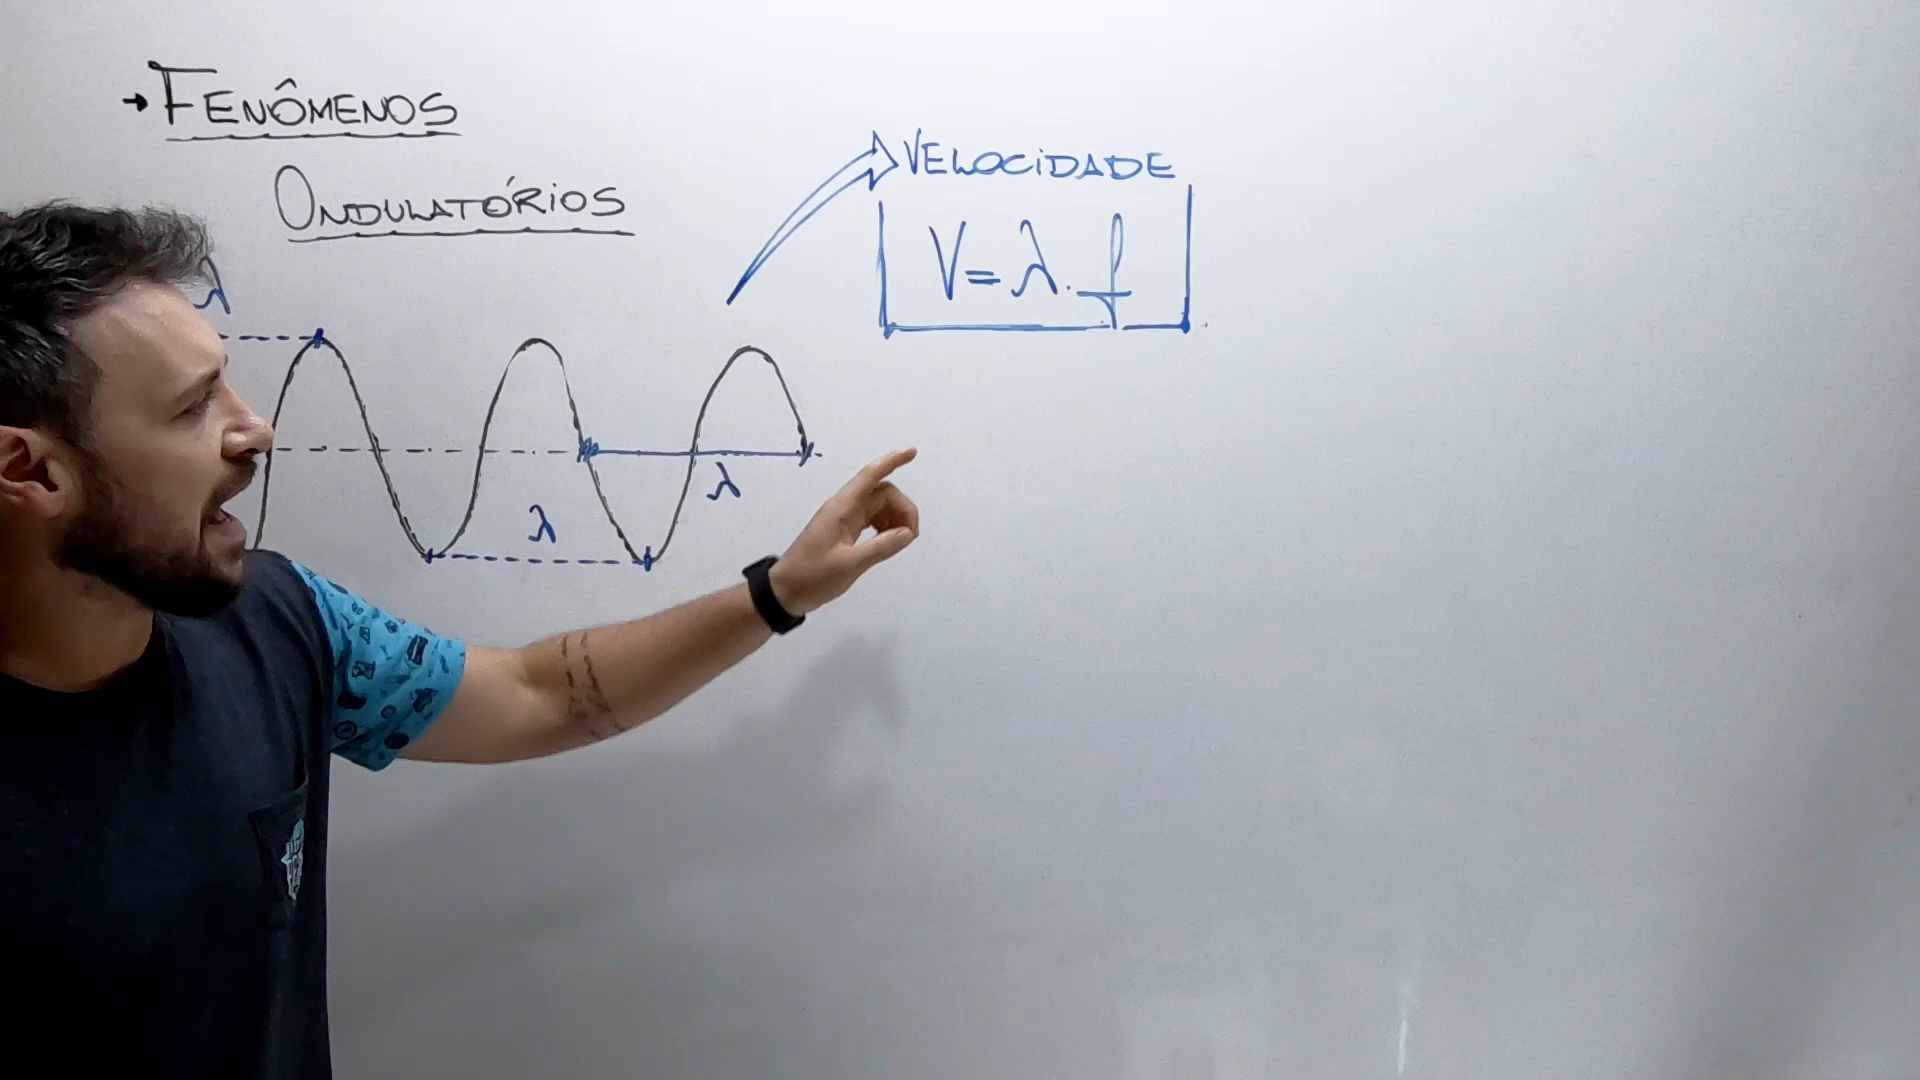 → FENÔMENOS
ONDULATÓRIOS
VELOCIDADE
V = λ . f
λ
λ
λ